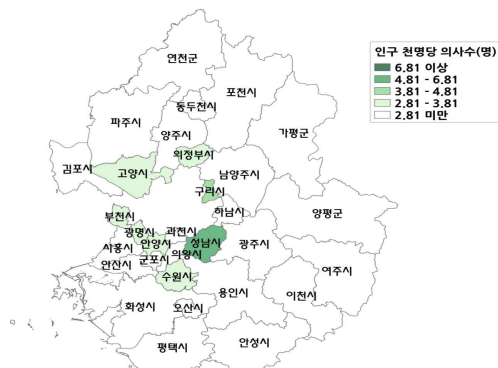 인구 천명당 의사수(명)
6.81 이상
4.81 - 6.81
3.81 - 4.81
2.81 - 3.81
2.81 미만
연천군
포천시
동두천시
파주시
양주시
가평군
의정부시
김포시
고양시
남양주시
구리시
하남시
양평군
부천시
광명시
과천시
시흥시
안양시
성남시
광주시
의왕시
안산시
군포시
수원시
여주시
화성시
오산시
용인시
이천시
평택시
안성시